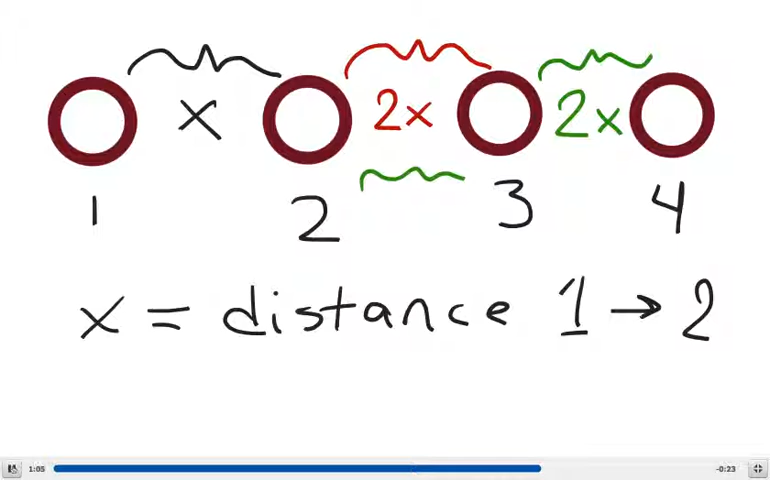 x 2x 2x
1 2 3 4
x = distance 1 → 2
1:05 -0:23